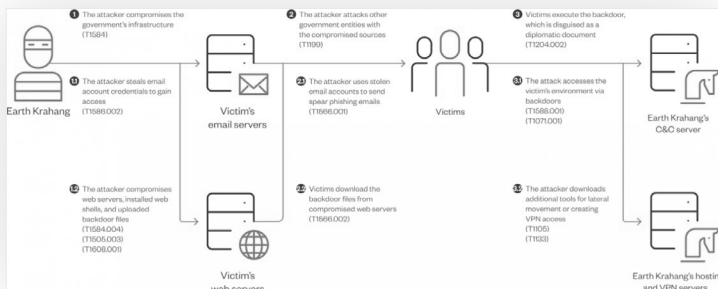 1 The attacker compromises the
government's infrastructure
(T1584)
2 The attacker attacks other
government entities with
the compromised sources
(T1199)
3 Victims execute the backdoor,
which is disguised as a
diplomatic document
(T1204.002)
1.1 The attacker steals email
account credentials to gain
access
(T1586.002)
2.1 The attacker uses stolen
email accounts to send
spear phishing emails
(T1566.001)
3.1 The attack accesses the
victim's environment via
backdoors
(T1588.001)
(T1071.001)
Earth Krahang
Victim's
email servers
Victims
Earth Krahang's
C&C server
1.2 The attacker compromises
web servers, installed web
shells, and uploaded
backdoor files
(T1584.004)
(T1505.003)
(T1608.001)
2.2 Victims download the
backdoor files from
compromised web servers
(T1566.002)
3.2 The attacker downloads
additional tools for lateral
movement or creating
VPN access
(T1105)
(T1133)
Victim's
web servers
Earth Krahang's hosting
and VPN servers